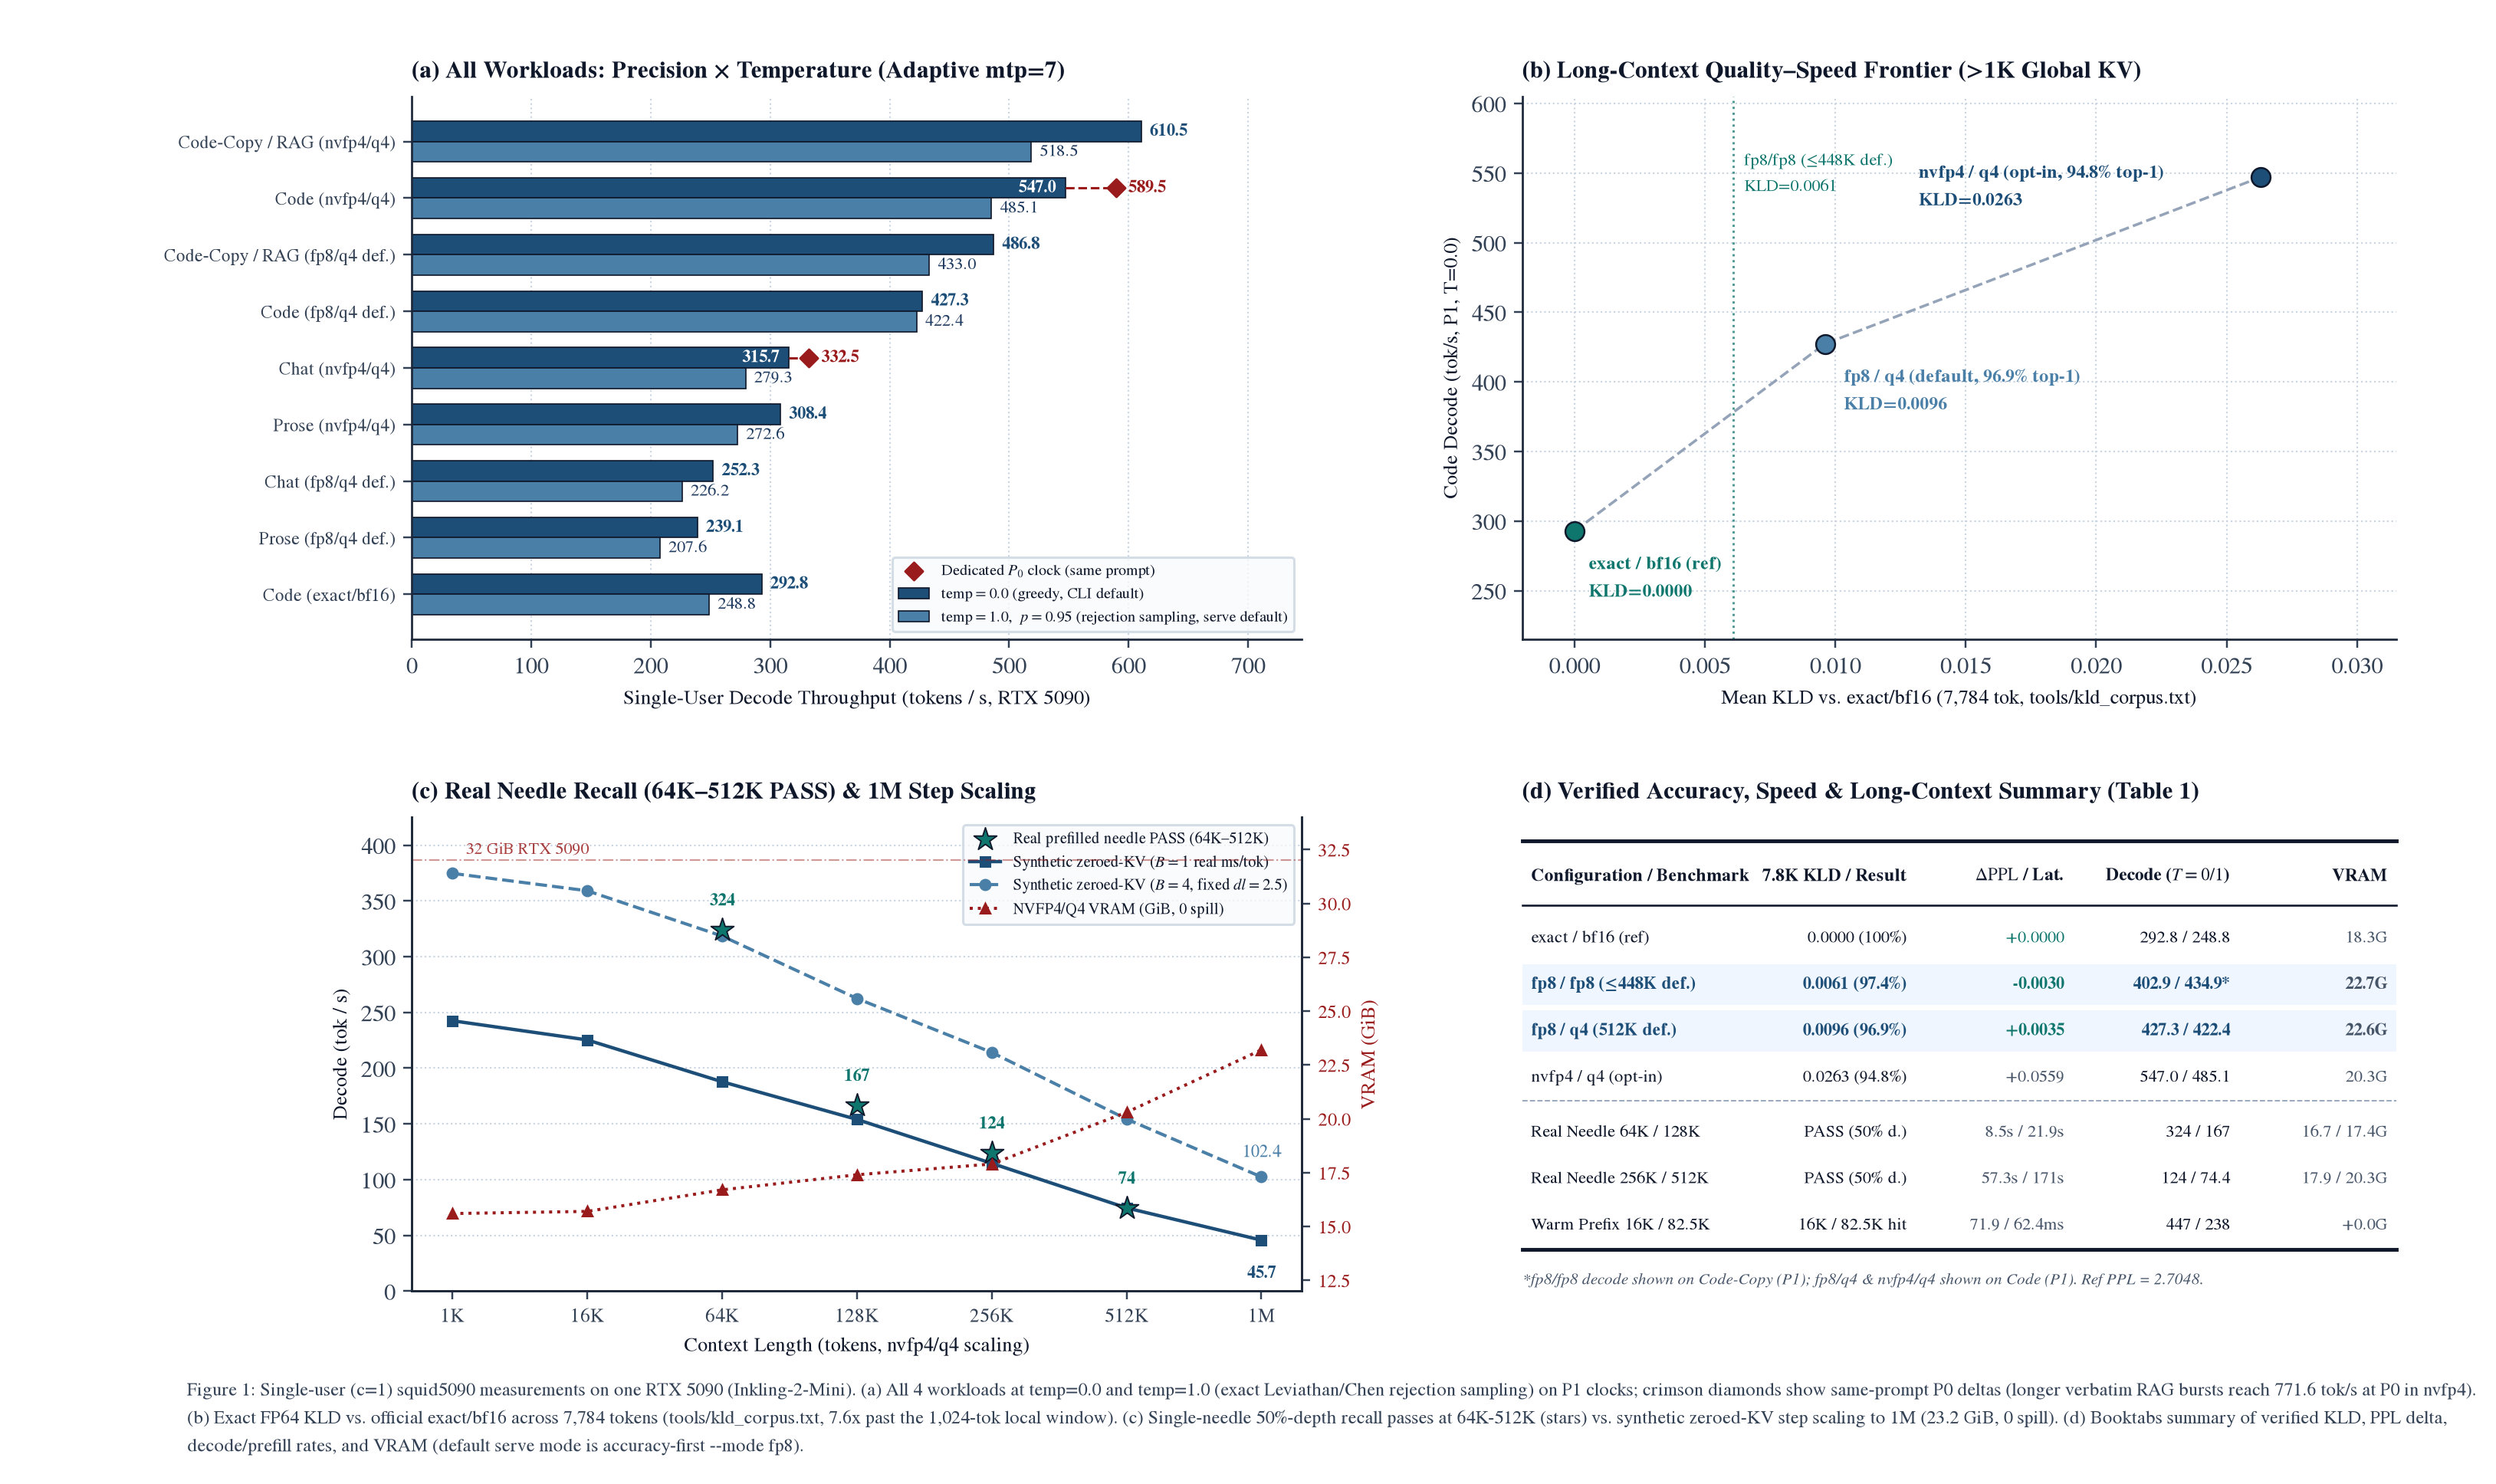 (a) All Workloads: Precision × Temperature (Adaptive mtp=7)
Code-Copy / RAG (nvfp4/q4)
610.5
518.5
Code (nvfp4/q4)
547.0
589.5
485.1
Code-Copy / RAG (fp8/q4 def.)
486.8
433.0
Code (fp8/q4 def.)
427.3
422.4
Chat (nvfp4/q4)
315.7
332.5
279.3
Prose (nvfp4/q4)
308.4
272.6
Chat (fp8/q4 def.)
252.3
226.2
Prose (fp8/q4 def.)
239.1
207.6
Code (exact/bf16)
292.8
248.8
Dedicated P₀ clock (same prompt)
temp = 0.0 (greedy, CLI default)
temp = 1.0, p = 0.95 (rejection sampling, serve default)
0 100 200 300 400 500 600 700
Single-User Decode Throughput (tokens / s, RTX 5090)
(b) Long-Context Quality–Speed Frontier (>1K Global KV)
Code Decode (tok/s, P1, T=0.0)
600
550
500
450
400
350
300
250
fp8/fp8 (≤448K def.)
KLD=0.0061
nvfp4 / q4 (opt-in, 94.8% top-1)
KLD=0.0263
fp8 / q4 (default, 96.9% top-1)
KLD=0.0096
exact / bf16 (ref)
KLD=0.0000
0.000 0.005 0.010 0.015 0.020 0.025 0.030
Mean KLD vs. exact/bf16 (7,784 tok, tools/kld_corpus.txt)
(c) Real Needle Recall (64K–512K PASS) & 1M Step Scaling
Decode (tok / s)
400
350
300
250
200
150
100
50
0
32 GiB RTX 5090
Real prefilled needle PASS (64K–512K)
Synthetic zeroed-KV (B = 1 real ms/tok)
Synthetic zeroed-KV (B = 4, fixed dl = 2.5)
NVFP4/Q4 VRAM (GiB, 0 spill)
324
167
124
74
102.4
45.7
32.5
30.0
27.5
25.0
22.5
20.0
17.5
15.0
12.5
VRAM (GiB)
1K 16K 64K 128K 256K 512K 1M
Context Length (tokens, nvfp4/q4 scaling)
(d) Verified Accuracy, Speed & Long-Context Summary (Table 1)
Configuration / Benchmark 7.8K KLD / Result ΔPPL / Lat. Decode (T = 0/1) VRAM
exact / bf16 (ref) 0.0000 (100%) +0.0000 292.8 / 248.8 18.3G
fp8 / fp8 (≤448K def.) 0.0061 (97.4%) -0.0030 402.9 / 434.9* 22.7G
fp8 / q4 (512K def.) 0.0096 (96.9%) +0.0035 427.3 / 422.4 22.6G
nvfp4 / q4 (opt-in) 0.0263 (94.8%) +0.0559 547.0 / 485.1 20.3G
Real Needle 64K / 128K PASS (50% d.) 8.5s / 21.9s 324 / 167 16.7 / 17.4G
Real Needle 256K / 512K PASS (50% d.) 57.3s / 171s 124 / 74.4 17.9 / 20.3G
Warm Prefix 16K / 82.5K 16K / 82.5K hit 71.9 / 62.4ms 447 / 238 +0.0G
*fp8/fp8 decode shown on Code-Copy (P1); fp8/q4 & nvfp4/q4 shown on Code (P1). Ref PPL = 2.7048.
Figure 1: Single-user (c=1) squid5090 measurements on one RTX 5090 (Inkling-2-Mini). (a) All 4 workloads at temp=0.0 and temp=1.0 (exact Leviathan/Chen rejection sampling) on P1 clocks; crimson diamonds show same-prompt P0 deltas (longer verbatim RAG bursts reach 771.6 tok/s at P0 in nvfp4).
(b) Exact FP64 KLD vs. official exact/bf16 across 7,784 tokens (tools/kld_corpus.txt, 7.6x past the 1,024-tok local window). (c) Single-needle 50%-depth recall passes at 64K-512K (stars) vs. synthetic zeroed-KV step scaling to 1M (23.2 GiB, 0 spill). (d) Booktabs summary of verified KLD, PPL delta,
decode/prefill rates, and VRAM (default serve mode is accuracy-first --mode fp8).